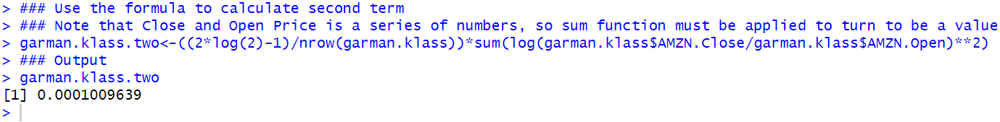 > ### Use the formula to calculate second term
> ### Note that Close and Open Price is a series of numbers, so sum function must be applied to turn to be a value
> garman.klass.two<-((2*log(2)-1)/nrow(garman.klass))*sum(log(garman.klass$AMZN.Close/garman.klass$AMZN.Open)**2)
> ### Output
> garman.klass.two
[1] 0.0001009639
>